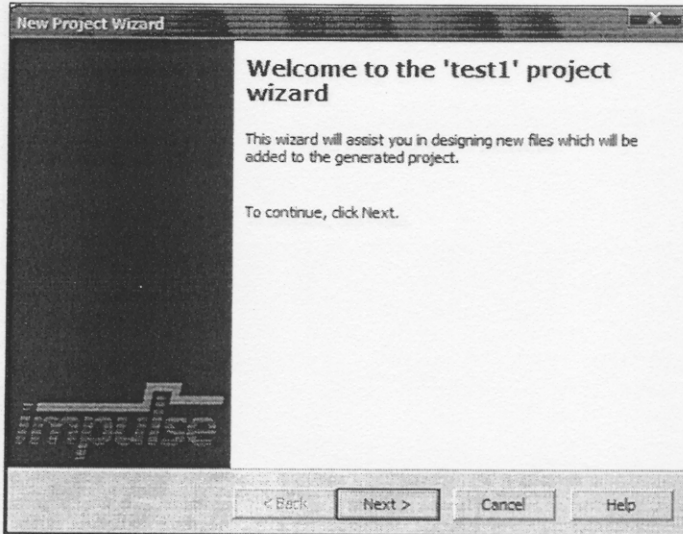 New Project Wizard
X
Welcome to the 'test1' project
wizard
This wizard will assist you in designing new files which will be
added to the generated project.
To continue, click Next.
impulse
< Back
Next >
Cancel
Help